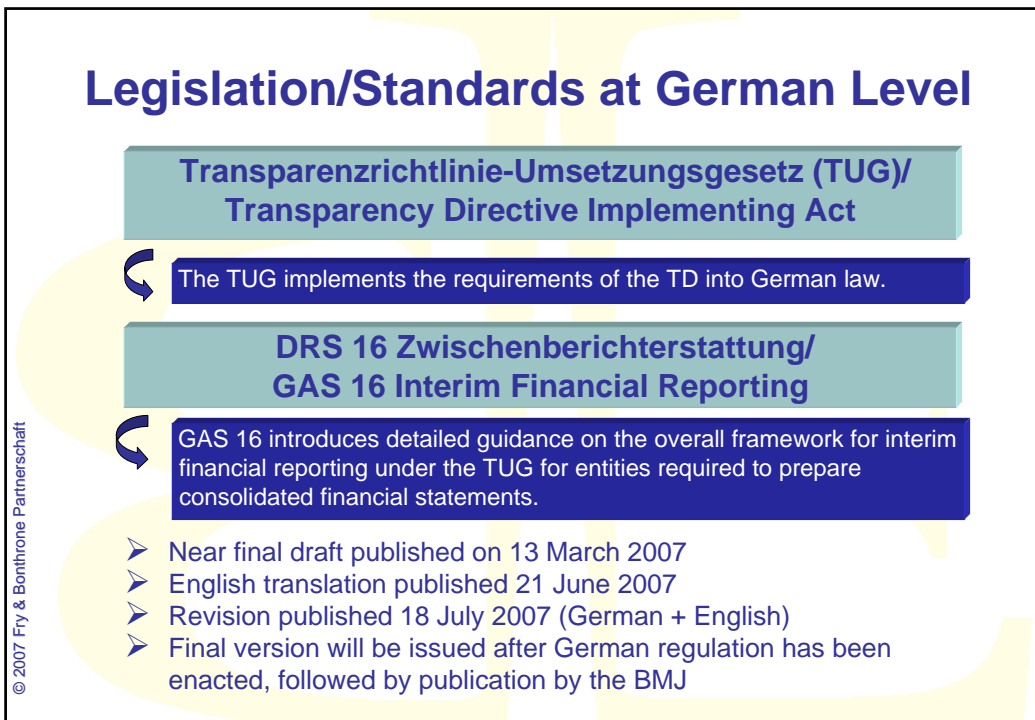 Legislation/Standards at German Level
Transparenzrichtlinie-Umsetzungsgesetz (TUG)/
Transparency Directive Implementing Act
The TUG implements the requirements of the TD into German law.
DRS 16 Zwischenberichterstattung/
GAS 16 Interim Financial Reporting
GAS 16 introduces detailed guidance on the overall framework for interim
financial reporting under the TUG for entities required to prepare
consolidated financial statements.
➢ Near final draft published on 13 March 2007
➢ English translation published 21 June 2007
➢ Revision published 18 July 2007 (German + English)
➢ Final version will be issued after German regulation has been
enacted, followed by publication by the BMJ
© 2007 Fry & Bonthrone Partnerschaft